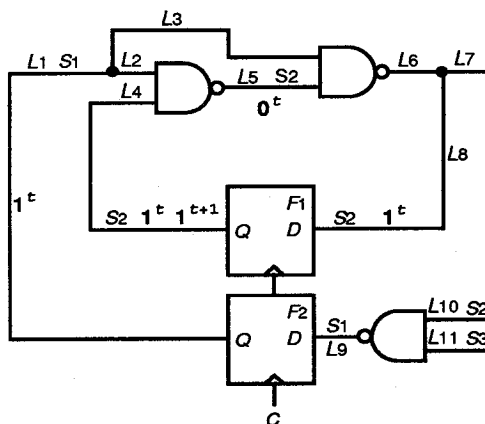 L3
L1 S1 L2
L4
L5 S2
0^t
L6 L7
L8
1^t
S2 1^t 1^{t+1}
Q F1
D
S2 1^t
F2
Q D
S1
L9
L10 S2
L11 S3
C